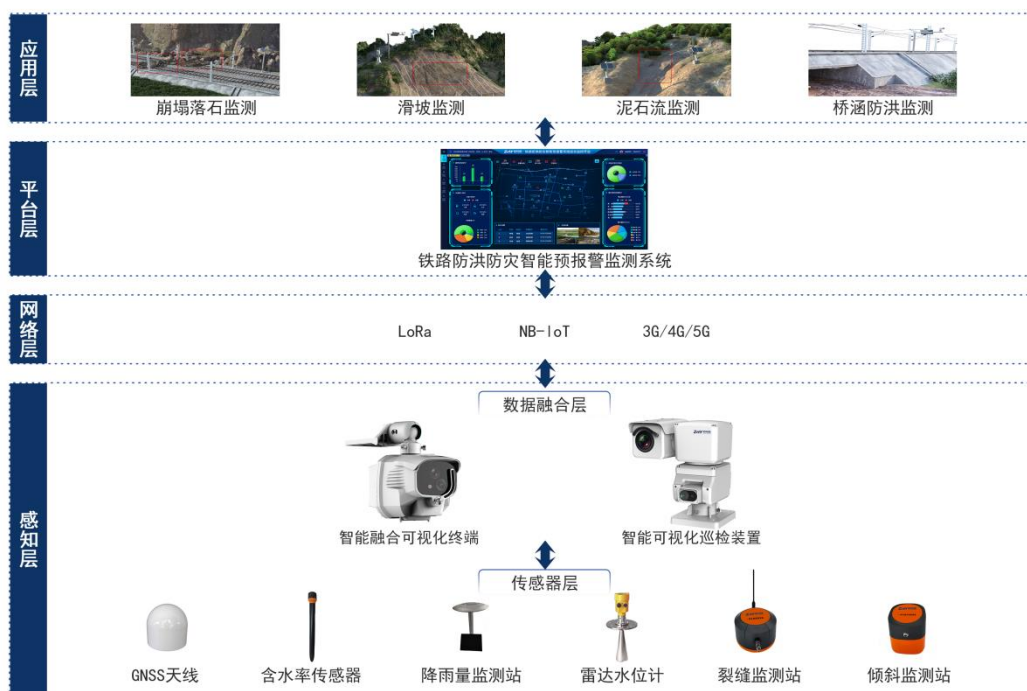 应用层
崩塌落石监测
滑坡监测
泥石流监测
桥涵防洪监测
平台层
铁路防洪防灾智能预报警监测系统
网络层
LoRa
NB-IoT
3G/4G/5G
感知层
数据融合层
智能融合可视化终端
智能可视化巡检装置
传感器层
GNSS天线
含水率传感器
降雨量监测站
雷达水位计
裂缝监测站
倾斜监测站